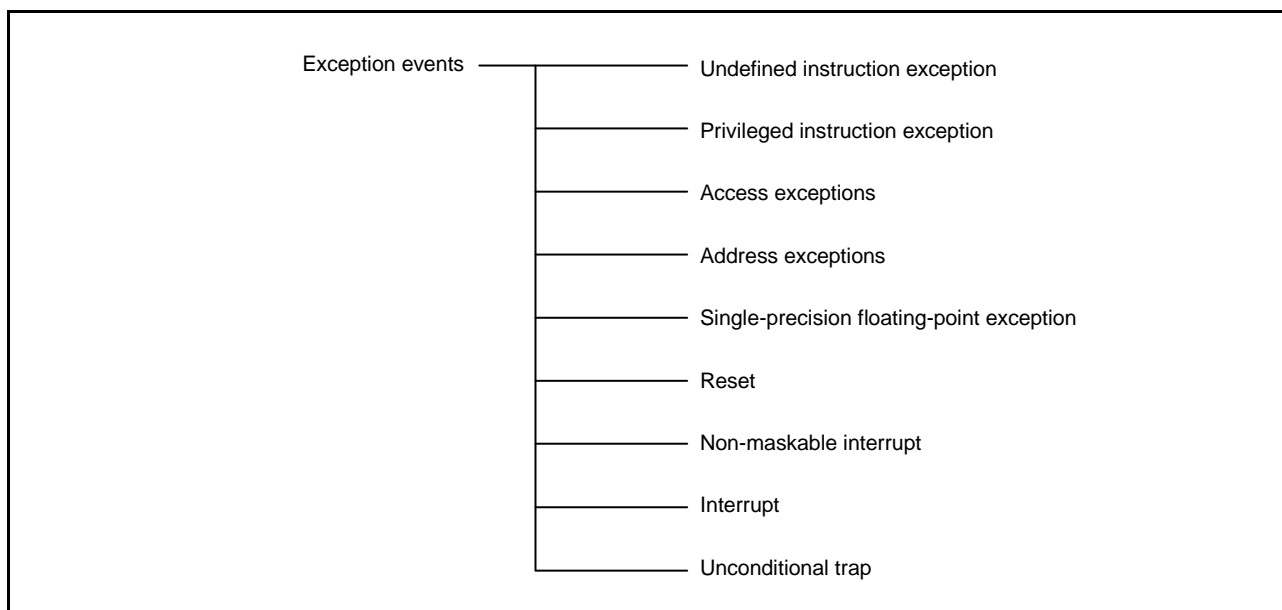 Exception events
Undefined instruction exception
Privileged instruction exception
Access exceptions
Address exceptions
Single-precision floating-point exception
Reset
Non-maskable interrupt
Interrupt
Unconditional trap